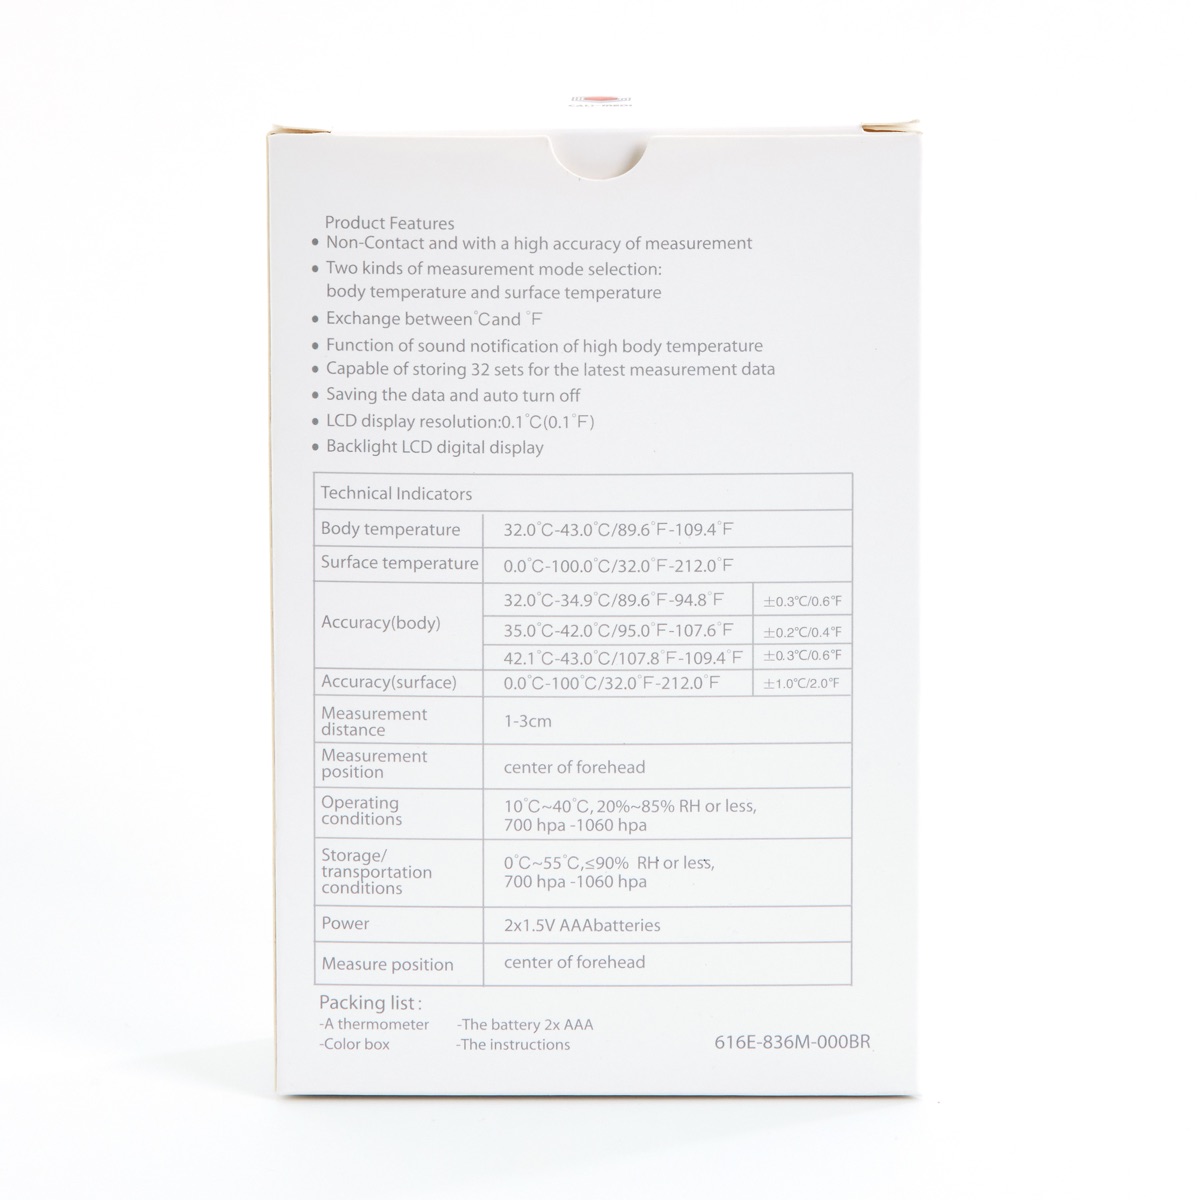 Product Features
• Non-Contact and with a high accuracy of measurement
• Two kinds of measurement mode selection:
body temperature and surface temperature
• Exchange between℃and ℉
• Function of sound notification of high body temperature
• Capable of storing 32 sets for the latest measurement data
• Saving the data and auto turn off
• LCD display resolution:0.1℃(0.1℉)
• Backlight LCD digital display
Technical Indicators
Body temperature 32.0℃-43.0℃/89.6℉-109.4℉
Surface temperature 0.0℃-100.0℃/32.0℉-212.0℉
Accuracy(body)
32.0℃-34.9℃/89.6℉-94.8℉ ±0.3℃/0.6℉
35.0℃-42.0℃/95.0℉-107.6℉ ±0.2℃/0.4℉
42.1℃-43.0℃/107.8℉-109.4℉ ±0.3℃/0.6℉
Accuracy(surface) 0.0℃-100℃/32.0℉-212.0℉ ±1.0℃/2.0℉
Measurement
distance
1-3cm
Measurement
position
center of forehead
Operating
conditions
10℃~40℃, 20%~85% RH or less,
700 hpa -1060 hpa
Storage/
transportation
conditions
0℃~55℃,≤90% RH or less,
700 hpa -1060 hpa
Power 2x1.5V AAAbatteries
Measure position center of forehead
Packing list :
-A thermometer -The battery 2x AAA
-Color box -The instructions
616E-836M-000BR